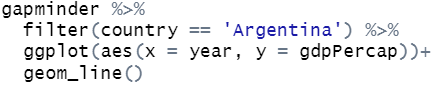 gapminder %>%
  filter(country == 'Argentina') %>%
  ggplot(aes(x = year, y = gdpPercap))+
  geom_line()